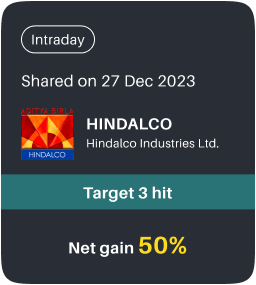 Intraday
Shared on 27 Dec 2023
ADITYA BIRLA
HINDALCO
HINDALCO
Hindalco Industries Ltd.
Target 3 hit
Net gain 50%